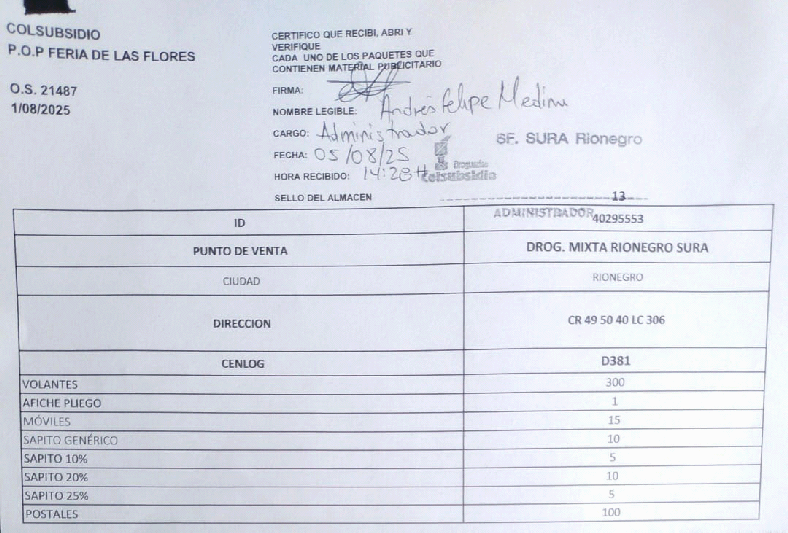 COLSUBSIDIO
P.O.P FERIA DE LAS FLORES
O.S. 21487
1/08/2025
CERTIFICO QUE RECIBI, ABRI Y
VERIFIQUE
CADA UNO DE LOS PAQUETES QUE
CONTIENEN MATERIAL PUBLICITARIO
FIRMA:
NOMBRE LEGIBLE: Andrés Felipe Medina
CARGO: Administrador
FECHA: 05/08/25
HORA RECIBIDO: 14:28H
SELLO DEL ALMACEN
SF. SURA Rionegro
Droguería
Colsubsidio
13
ADMINISTRADOR
ID 40295553
PUNTO DE VENTA DROG. MIXTA RIONEGRO SURA
CIUDAD RIONEGRO
DIRECCION CR 49 50 40 LC 306
CENLOG D381
VOLANTES 300
AFICHE PLIEGO 1
MÓVILES 15
SAPITO GENÉRICO 10
SAPITO 10% 5
SAPITO 20% 10
SAPITO 25% 5
POSTALES 100